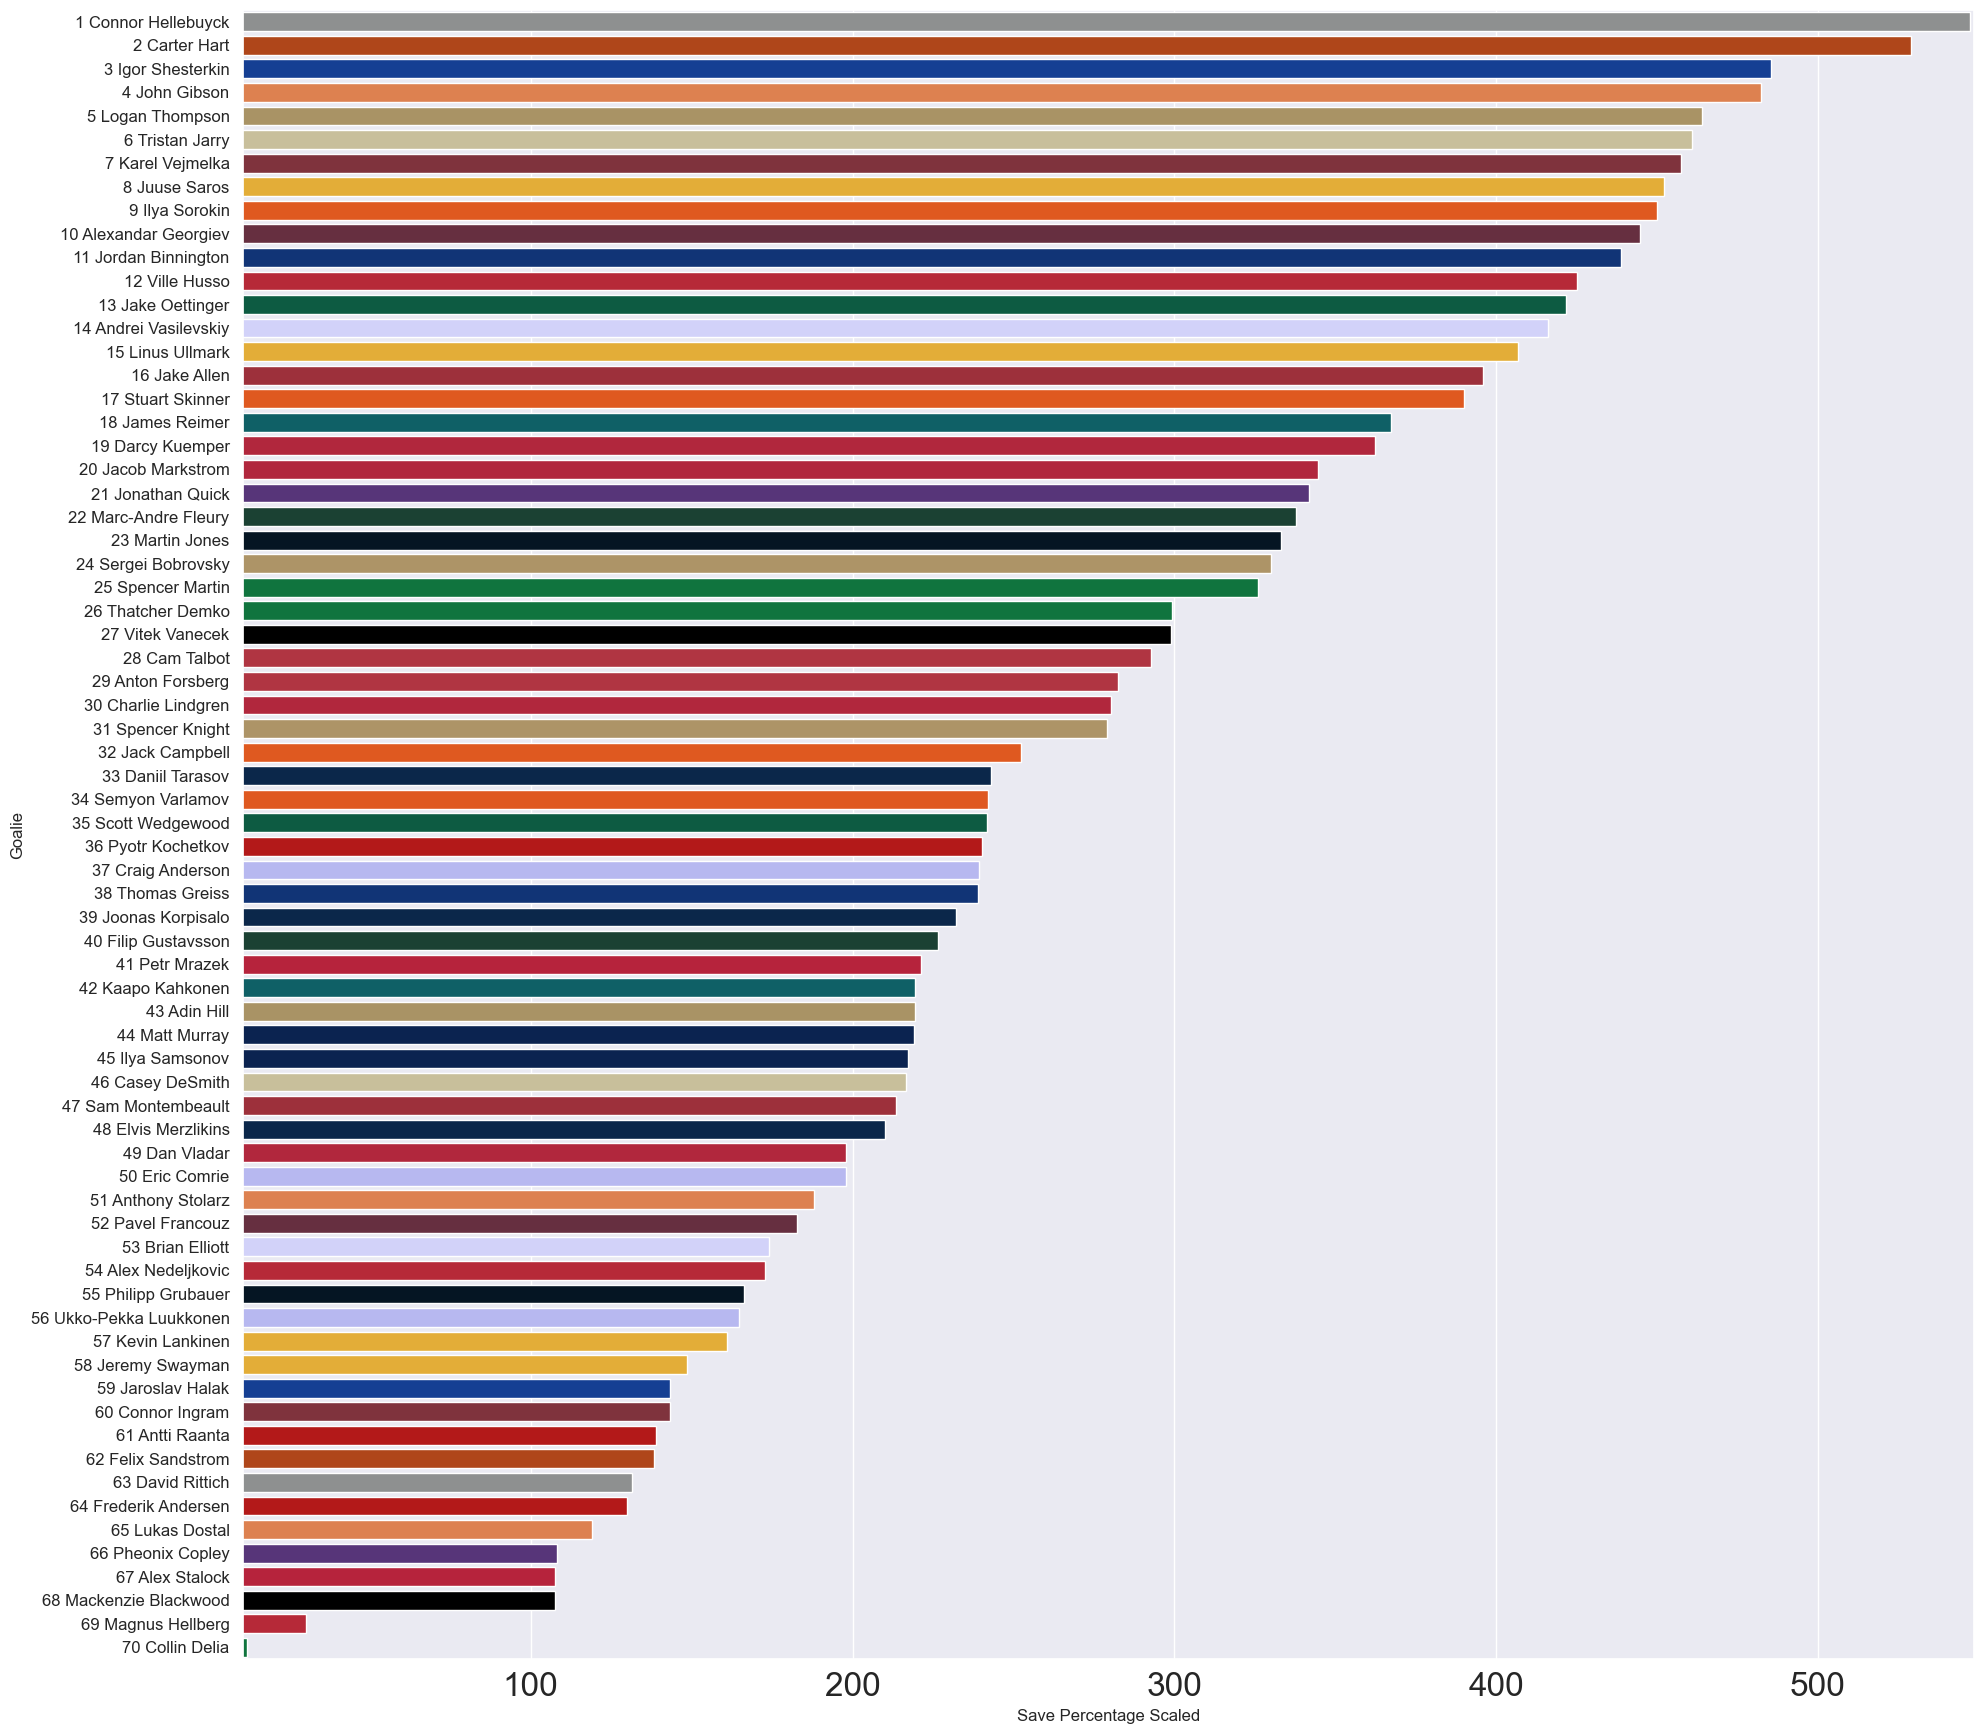 1 Connor Hellebuyck
2 Carter Hart
3 Igor Shesterkin
4 John Gibson
5 Logan Thompson
6 Tristan Jarry
7 Karel Vejmelka
8 Juuse Saros
9 Ilya Sorokin
10 Alexandar Georgiev
11 Jordan Binnington
12 Ville Husso
13 Jake Oettinger
14 Andrei Vasilevskiy
15 Linus Ullmark
16 Jake Allen
17 Stuart Skinner
18 James Reimer
19 Darcy Kuemper
20 Jacob Markstrom
21 Jonathan Quick
22 Marc-Andre Fleury
23 Martin Jones
24 Sergei Bobrovsky
25 Spencer Martin
26 Thatcher Demko
27 Vitek Vanecek
28 Cam Talbot
29 Anton Forsberg
30 Charlie Lindgren
31 Spencer Knight
32 Jack Campbell
33 Daniil Tarasov
34 Semyon Varlamov
35 Scott Wedgewood
36 Pyotr Kochetkov
37 Craig Anderson
38 Thomas Greiss
39 Joonas Korpisalo
40 Filip Gustavsson
41 Petr Mrazek
42 Kaapo Kahkonen
43 Adin Hill
44 Matt Murray
45 Ilya Samsonov
46 Casey DeSmith
47 Sam Montembeault
48 Elvis Merzlikins
49 Dan Vladar
50 Eric Comrie
51 Anthony Stolarz
52 Pavel Francouz
53 Brian Elliott
54 Alex Nedeljkovic
55 Philipp Grubauer
56 Ukko-Pekka Luukkonen
57 Kevin Lankinen
58 Jeremy Swayman
59 Jaroslav Halak
60 Connor Ingram
61 Antti Raanta
62 Felix Sandstrom
63 David Rittich
64 Frederik Andersen
65 Lukas Dostal
66 Pheonix Copley
67 Alex Stalock
68 Mackenzie Blackwood
69 Magnus Hellberg
70 Collin Delia
Goalie
100 200 300 400 500
Save Percentage Scaled